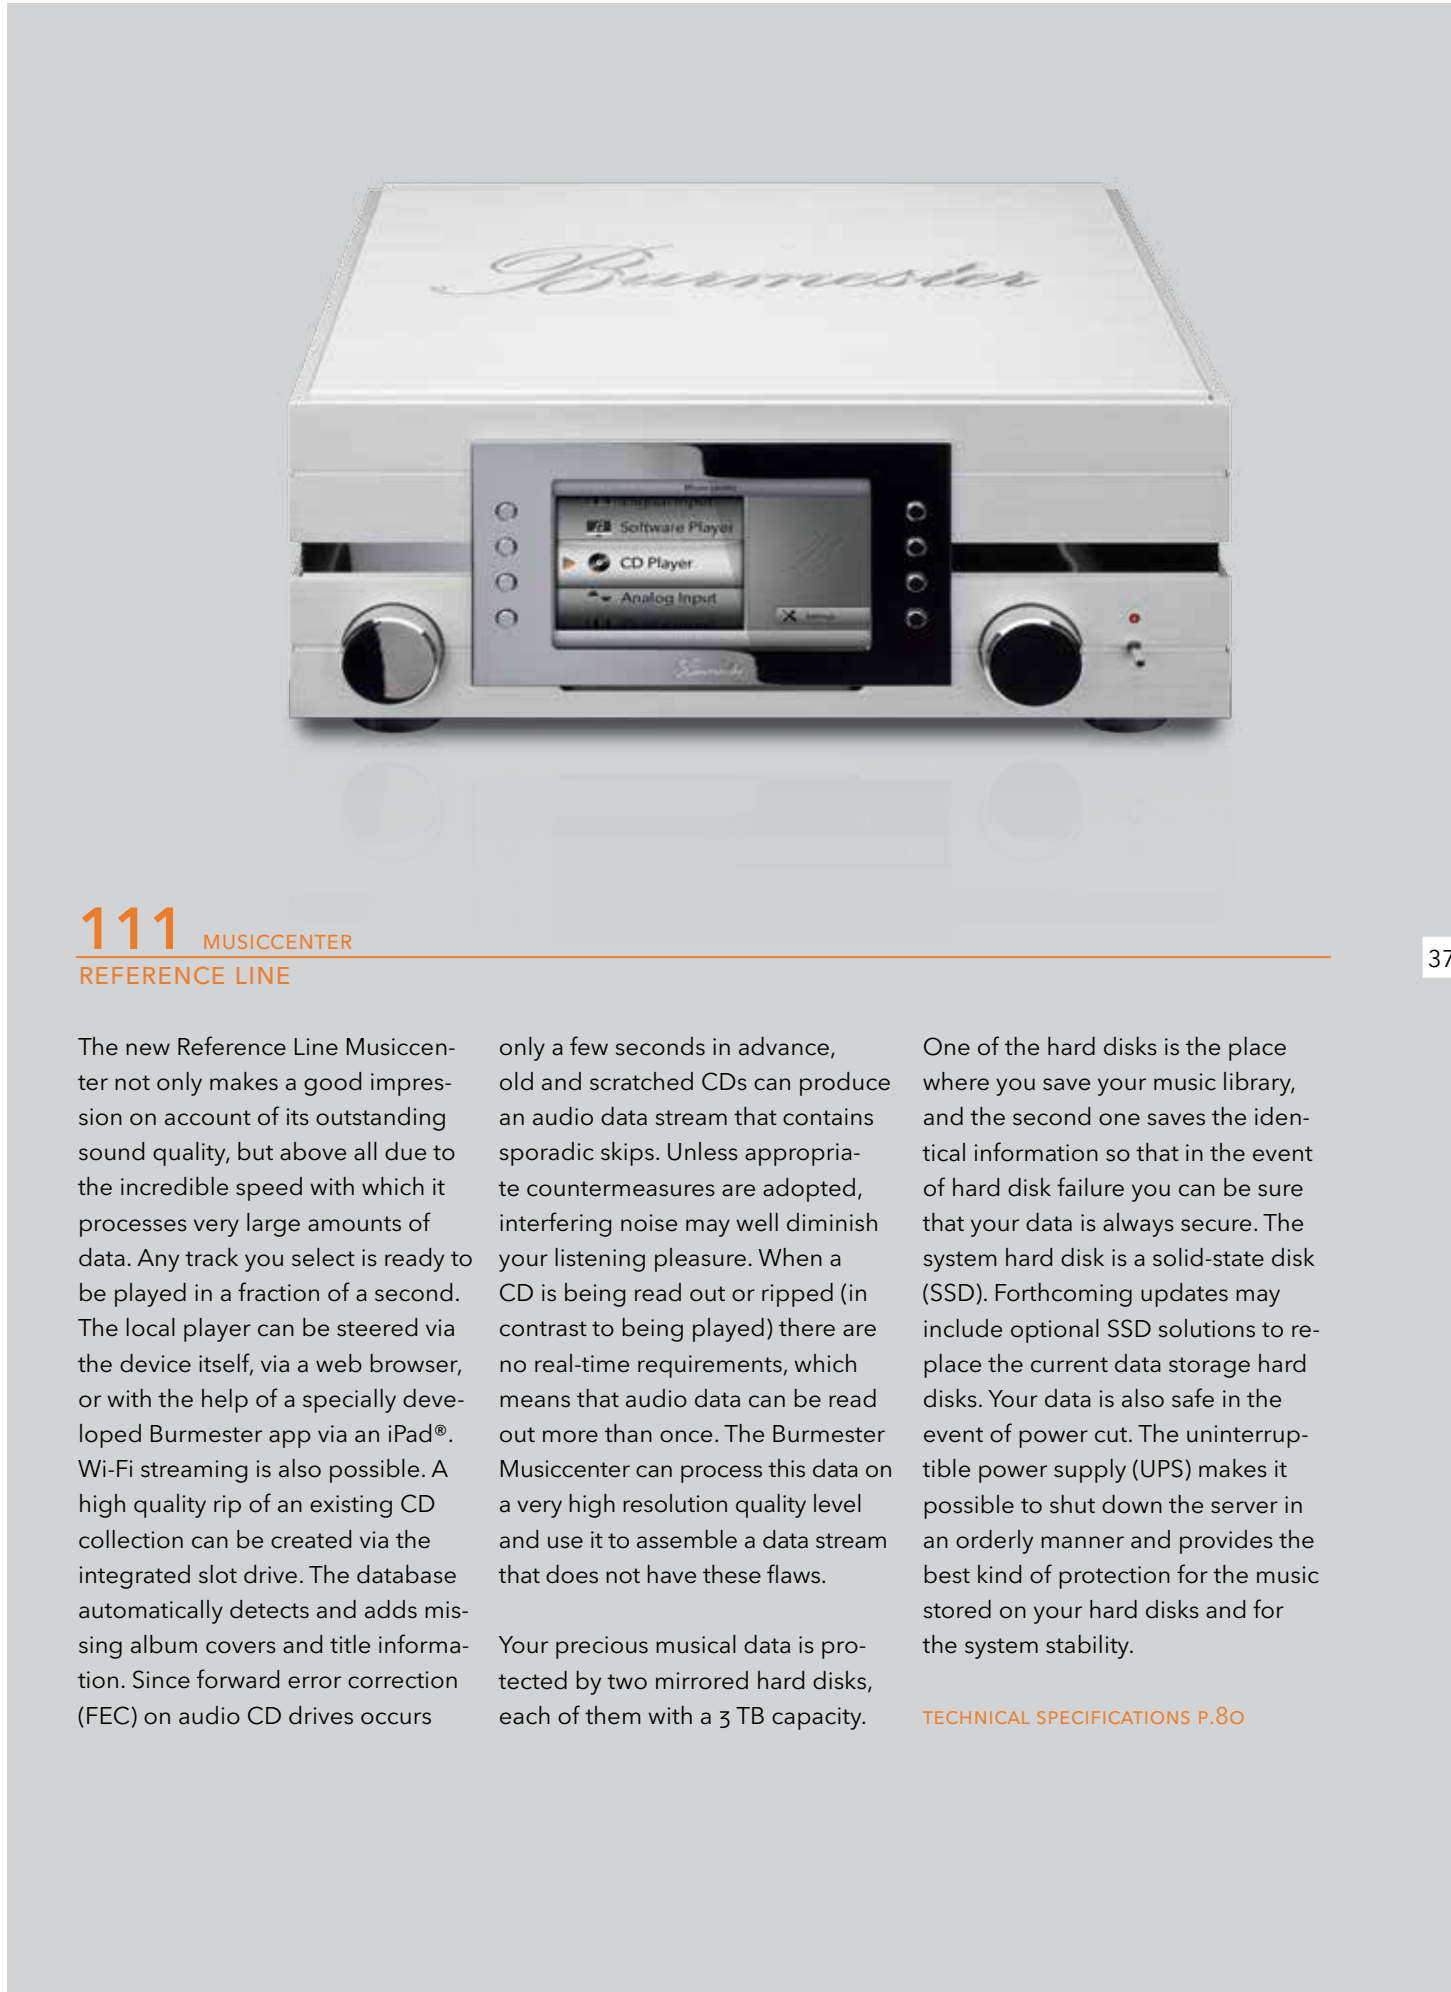 Burmester
Musiccenter
Digital Input
Software Player
CD Player
Analog Input
Settings
Burmester
111 MUSICCENTER
REFERENCE LINE
37
The new Reference Line Musiccen-
ter not only makes a good impres-
sion on account of its outstanding
sound quality, but above all due to
the incredible speed with which it
processes very large amounts of
data. Any track you select is ready to
be played in a fraction of a second.
The local player can be steered via
the device itself, via a web browser,
or with the help of a specially deve-
loped Burmester app via an iPad®.
Wi-Fi streaming is also possible. A
high quality rip of an existing CD
collection can be created via the
integrated slot drive. The database
automatically detects and adds mis-
sing album covers and title informa-
tion. Since forward error correction
(FEC) on audio CD drives occurs
only a few seconds in advance,
old and scratched CDs can produce
an audio data stream that contains
sporadic skips. Unless appropria-
te countermeasures are adopted,
interfering noise may well diminish
your listening pleasure. When a
CD is being read out or ripped (in
contrast to being played) there are
no real-time requirements, which
means that audio data can be read
out more than once. The Burmester
Musiccenter can process this data on
a very high resolution quality level
and use it to assemble a data stream
that does not have these flaws.
Your precious musical data is pro-
tected by two mirrored hard disks,
each of them with a 3 TB capacity.
One of the hard disks is the place
where you save your music library,
and the second one saves the iden-
tical information so that in the event
of hard disk failure you can be sure
that your data is always secure. The
system hard disk is a solid-state disk
(SSD). Forthcoming updates may
include optional SSD solutions to re-
place the current data storage hard
disks. Your data is also safe in the
event of power cut. The uninterrup-
tible power supply (UPS) makes it
possible to shut down the server in
an orderly manner and provides the
best kind of protection for the music
stored on your hard disks and for
the system stability.
TECHNICAL SPECIFICATIONS P.80